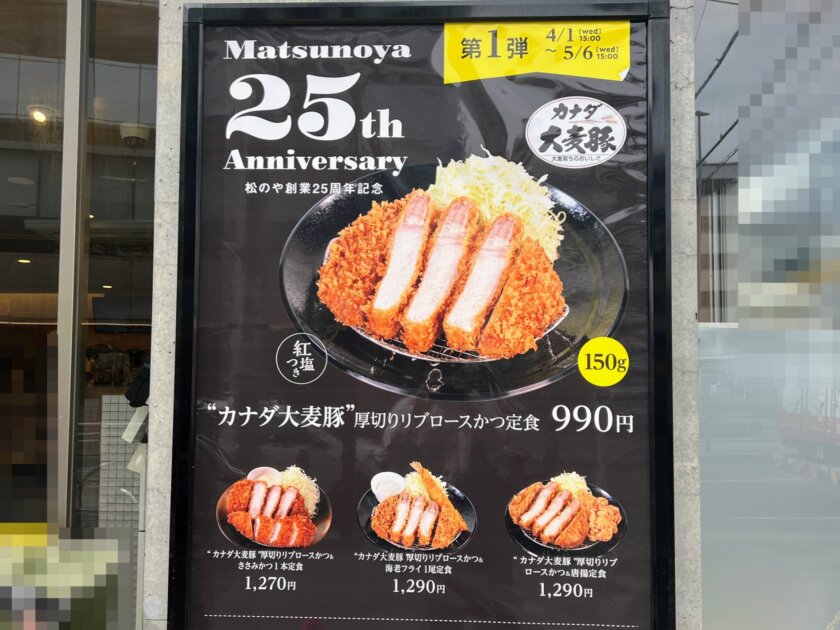 Matsunoya
25th
Anniversary
松のや創業25周年記念
第1弾 4/1[wed]15:00
～5/6[wed]15:00
カナダ
大麦豚
大麦育ちのおいしさ
紅塩つき
150g
“カナダ大麦豚”厚切りリブロースかつ定食 990円
“カナダ大麦豚”厚切りリブロースかつ&
ささみかつ1本定食
1,270円
“カナダ大麦豚”厚切りリブロースかつ&
海老フライ1尾定食
1,290円
“カナダ大麦豚”厚切りリブ
ロースかつ&唐揚定食
1,290円